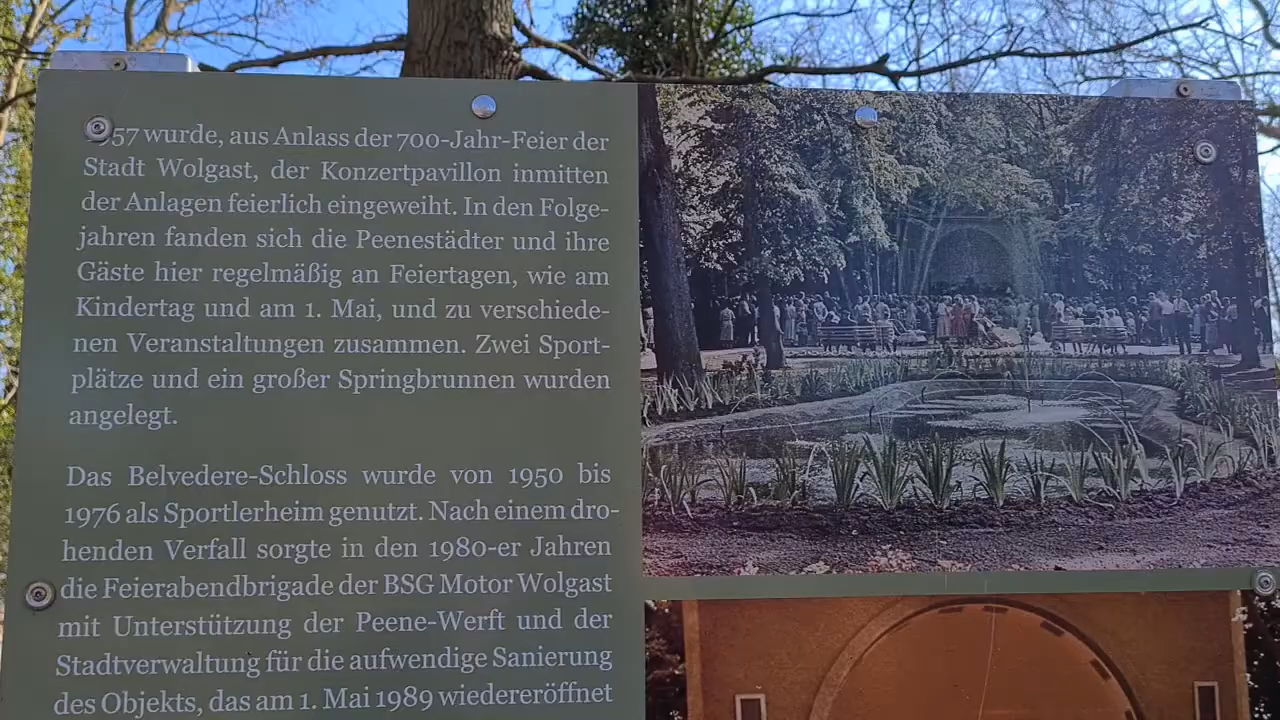 57 wurde, aus Anlass der 700-Jahr-Feier der
Stadt Wolgast, der Konzertpavillon inmitten
der Anlagen feierlich eingeweiht. In den Folge-
jahren fanden sich die Peenestädter und ihre
Gäste hier regelmäßig an Feiertagen, wie am
Kindertag und am 1. Mai, und zu verschiede-
nen Veranstaltungen zusammen. Zwei Sport-
plätze und ein großer Springbrunnen wurden
angelegt.
Das Belvedere-Schloss wurde von 1950 bis
1976 als Sportlerheim genutzt. Nach einem dro-
henden Verfall sorgte in den 1980-er Jahren
die Feierabendbrigade der BSG Motor Wolgast
mit Unterstützung der Peene-Werft und der
Stadtverwaltung für die aufwendige Sanierung
des Objekts, das am 1. Mai 1989 wiedereröffnet